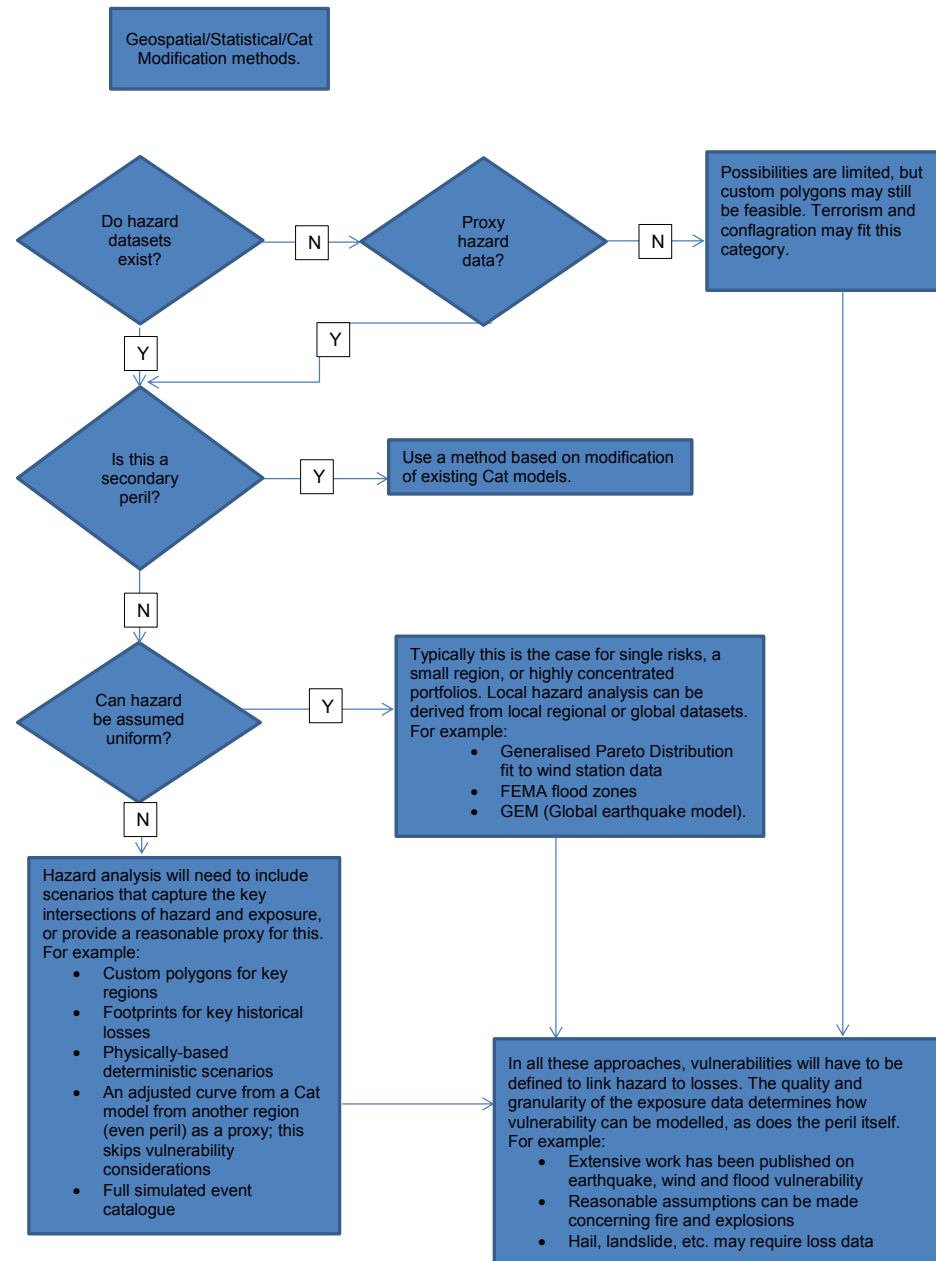 Geospatial/Statistical/Cat
Modification methods.
Do hazard
datasets
exist?
N
Proxy
hazard
data?
N
Possibilities are limited, but
custom polygons may still
be feasible. Terrorism and
conflagration may fit this
category.
Y
Y
Is this a
secondary
peril?
Y
Use a method based on modification
of existing Cat models.
N
Can hazard
be assumed
uniform?
Y
Typically this is the case for single risks, a
small region, or highly concentrated
portfolios. Local hazard analysis can be
derived from local regional or global datasets.
For example:
• Generalised Pareto Distribution
fit to wind station data
• FEMA flood zones
• GEM (Global earthquake model).
N
Hazard analysis will need to include
scenarios that capture the key
intersections of hazard and exposure,
or provide a reasonable proxy for this.
For example:
• Custom polygons for key
regions
• Footprints for key historical
losses
• Physically-based
deterministic scenarios
• An adjusted curve from a Cat
model from another region
(even peril) as a proxy; this
skips vulnerability
considerations
• Full simulated event
catalogue
In all these approaches, vulnerabilities will have to be
defined to link hazard to losses. The quality and
granularity of the exposure data determines how
vulnerability can be modelled, as does the peril itself.
For example:
• Extensive work has been published on
earthquake, wind and flood vulnerability
• Reasonable assumptions can be made
concerning fire and explosions
• Hail, landslide, etc. may require loss data